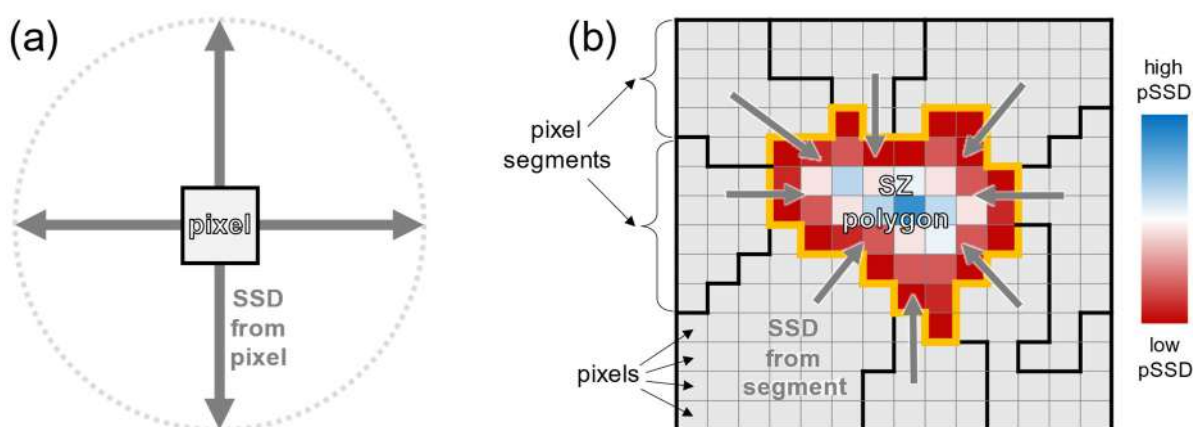 (a)
pixel
SSD
from
pixel
(b)
pixel
segments
pixels
SZ
polygon
SSD
from
segment
high
pSSD
low
pSSD